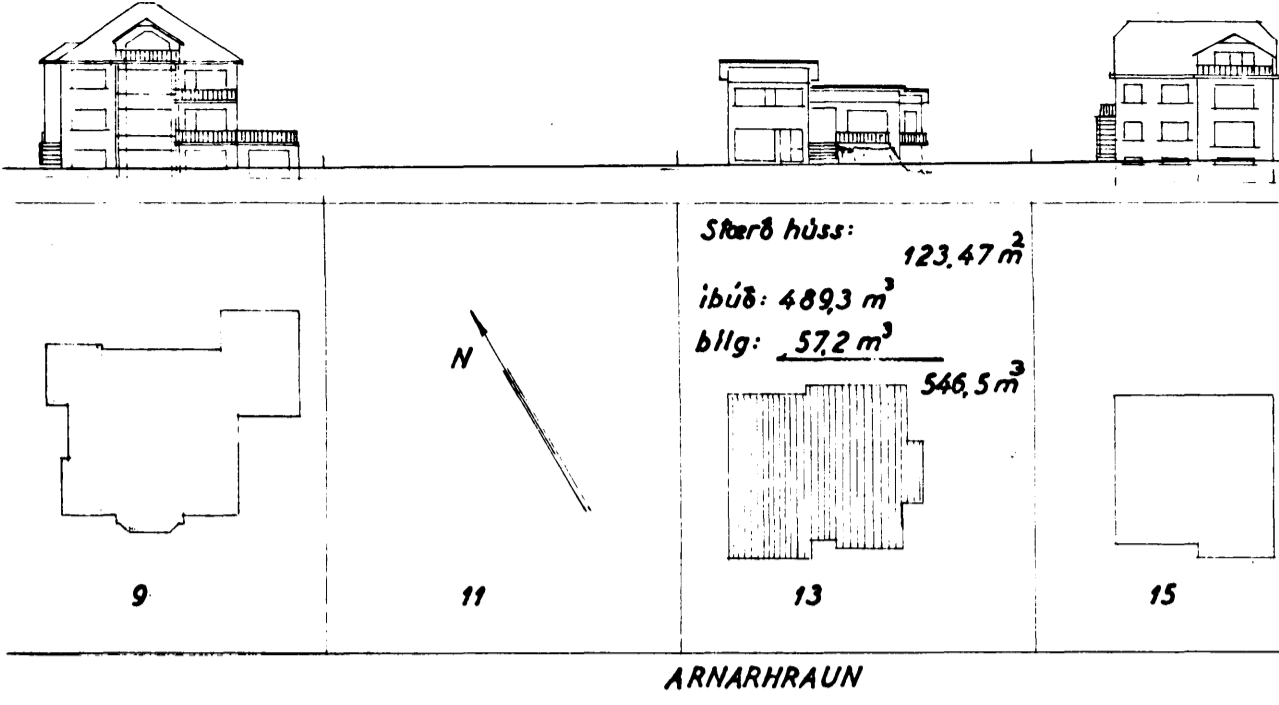 Stærð húss:
123,47 m²
ibúð: 489,3 m³
bílg: 57,2 m³
546,5 m³
N
9 11 13 15
ARNARHRAUN